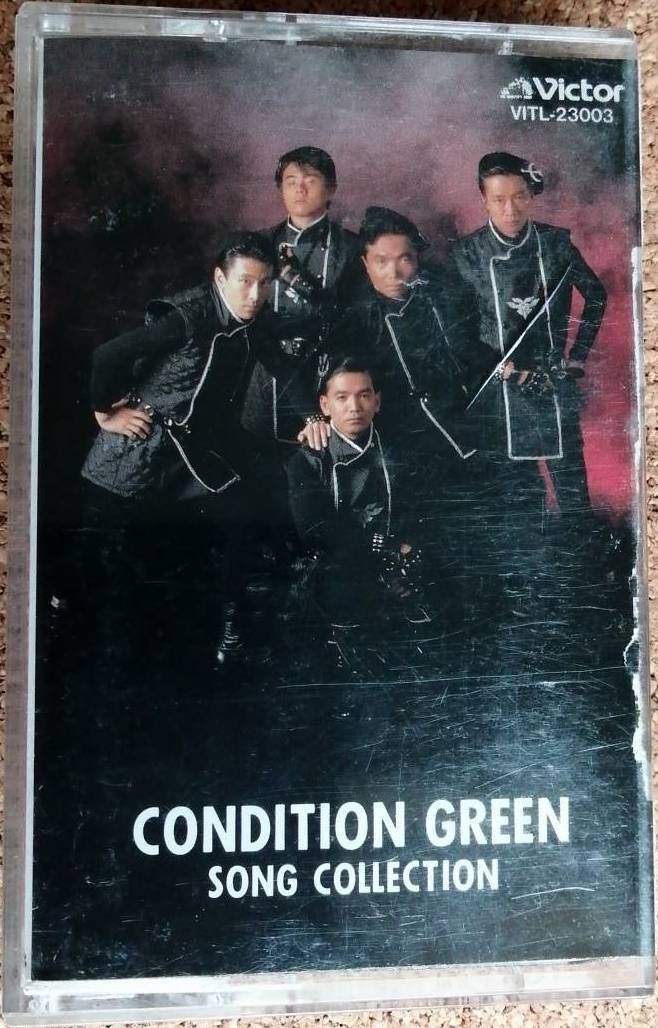 Victor
VITL-23003
CONDITION GREEN
SONG COLLECTION